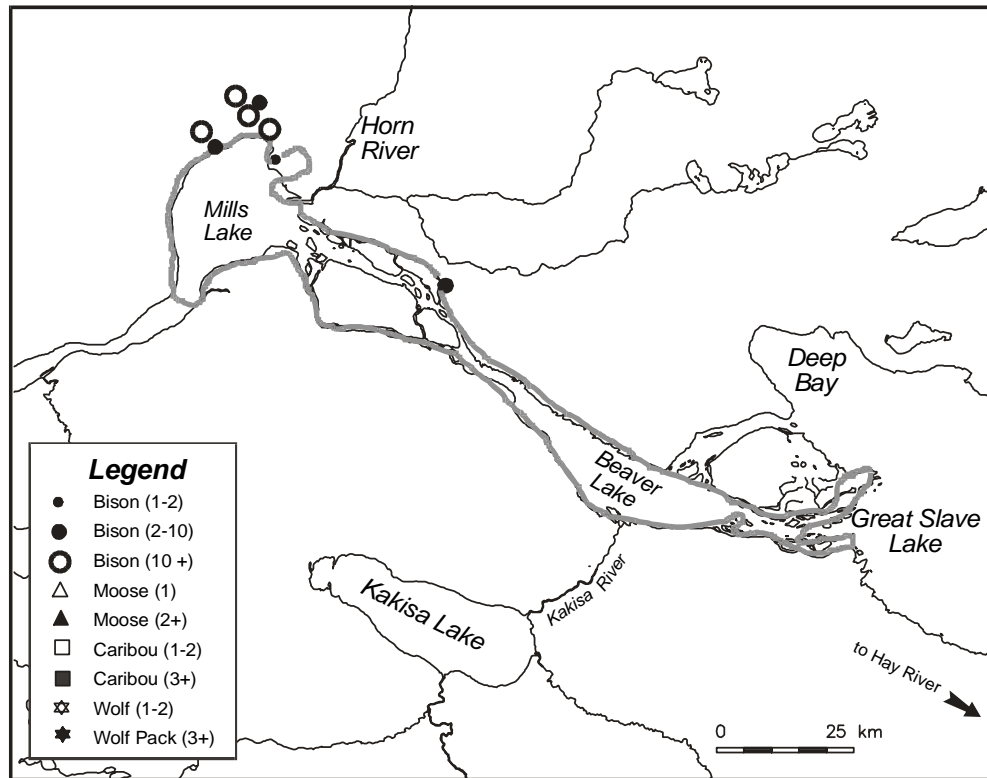 Horn
River
Mills
Lake
Deep
Bay
Beaver
Lake
Great Slave
Lake
Kakisa River
Kakisa Lake
to Hay River
0 25 km
Legend
Bison (1-2)
Bison (2-10)
Bison (10 +)
Moose (1)
Moose (2+)
Caribou (1-2)
Caribou (3+)
Wolf (1-2)
Wolf Pack (3+)